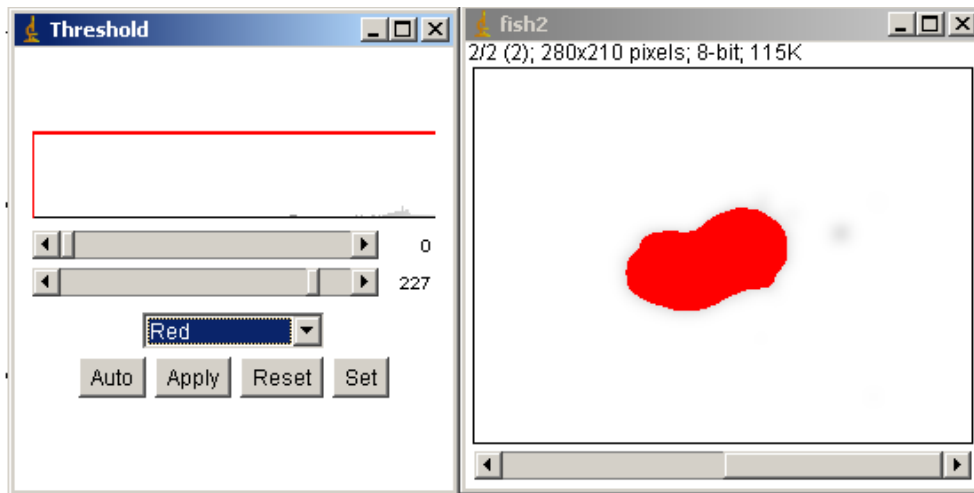 Threshold
0
227
Red
Auto Apply Reset Set
fish2
2/2 (2); 280x210 pixels; 8-bit; 115K